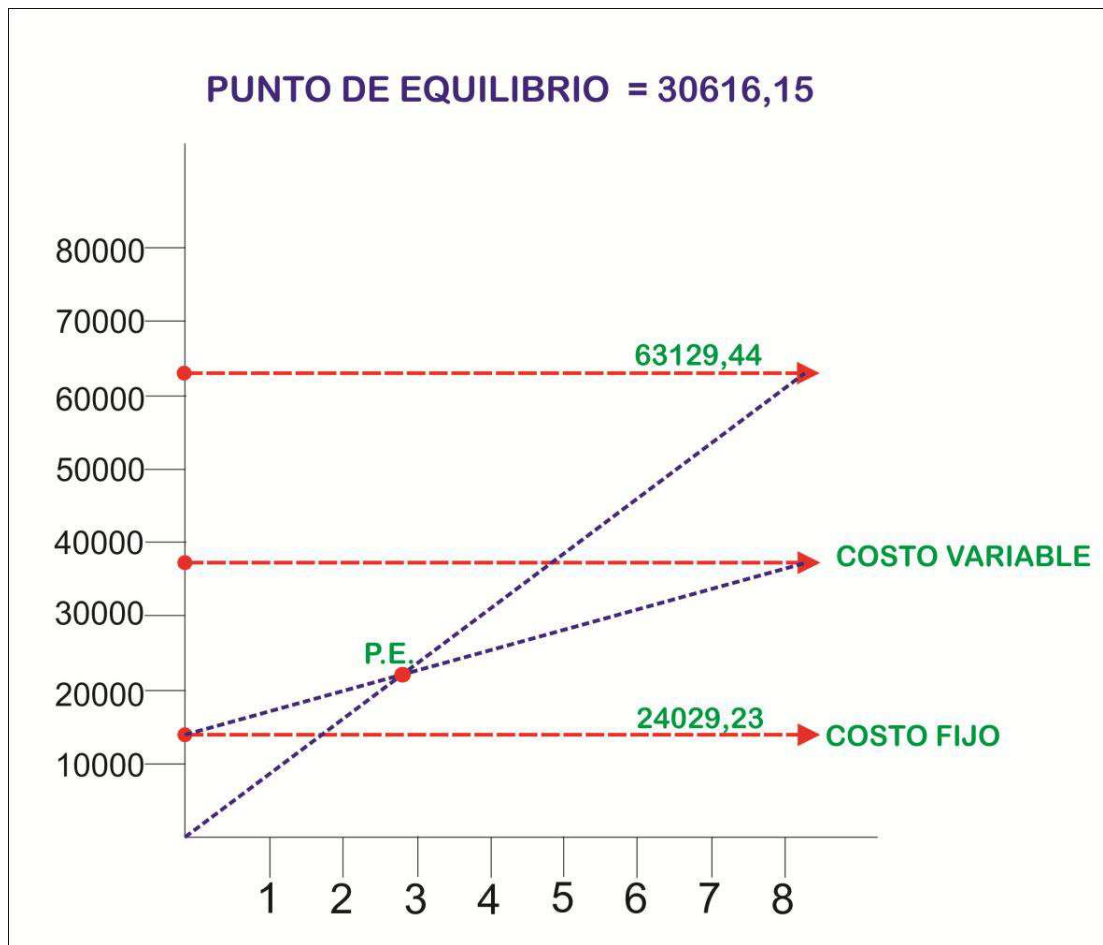 PUNTO DE EQUILIBRIO = 30616,15
80000
70000
63129,44
60000
50000
40000
COSTO VARIABLE
30000
P.E.
20000
24029,23
COSTO FIJO
10000
1 2 3 4 5 6 7 8